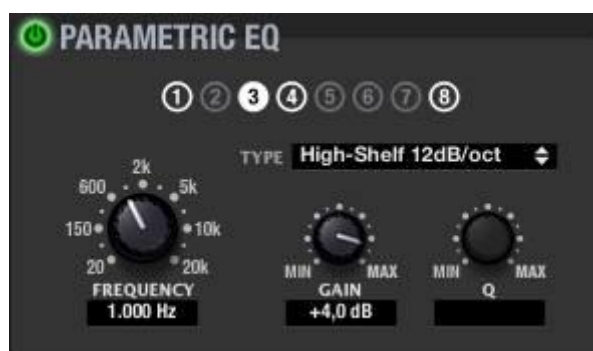 PARAMETRIC EQ
1 2 3 4 5 6 7 8
TYPE High-Shelf 12dB/oct
2k
600 5k
150 10k
20 20k
MIN MAX MIN MAX
FREQUENCY GAIN Q
1.000 Hz +4,0 dB